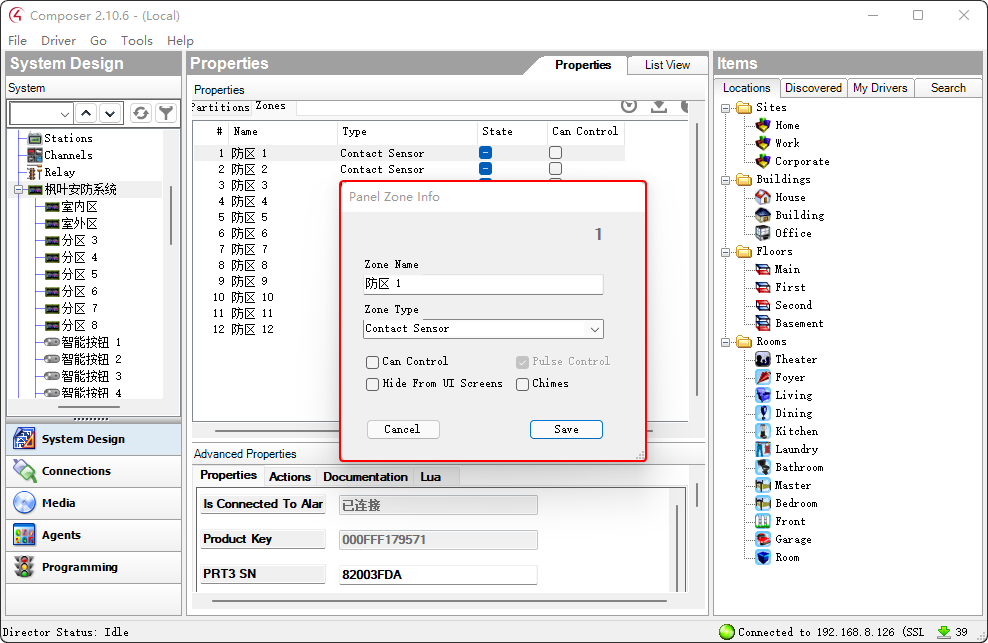 Composer 2.10.6 - (Local)
File Driver Go Tools Help
System Design
System
Stations
Channels
Relay
枫叶安防系统
室内区
室外区
分区 3
分区 4
分区 5
分区 6
分区 7
分区 8
智能按钮 1
智能按钮 2
智能按钮 3
智能按钮 4
System Design
Connections
Media
Agents
Programming
Properties
Properties List View
Properties
Partitions Zones
# Name Type State Can Control
1 防区 1 Contact Sensor
2 防区 2 Contact Sensor
3 防区 3
4 防区 4
5 防区 5
6 防区 6
7 防区 7
8 防区 8
9 防区 9
10 防区 10
11 防区 11
12 防区 12
Panel Zone Info
1
Zone Name
防区 1
Zone Type
Contact Sensor
Can Control Pulse Control
Hide From UI Screens Chimes
Cancel Save
Advanced Properties
Properties Actions Documentation Lua
Is Connected To Alar 已连接
Product Key 000FFF179571
PRT3 SN 82003FDA
Items
Locations Discovered My Drivers Search
Sites
Home
Work
Corporate
Buildings
House
Building
Office
Floors
Main
First
Second
Basement
Rooms
Theater
Foyer
Living
Dining
Kitchen
Laundry
Bathroom
Master
Bedroom
Front
Garage
Room
Director Status: Idle
Connected to 192.168.8.126 (SSL 39